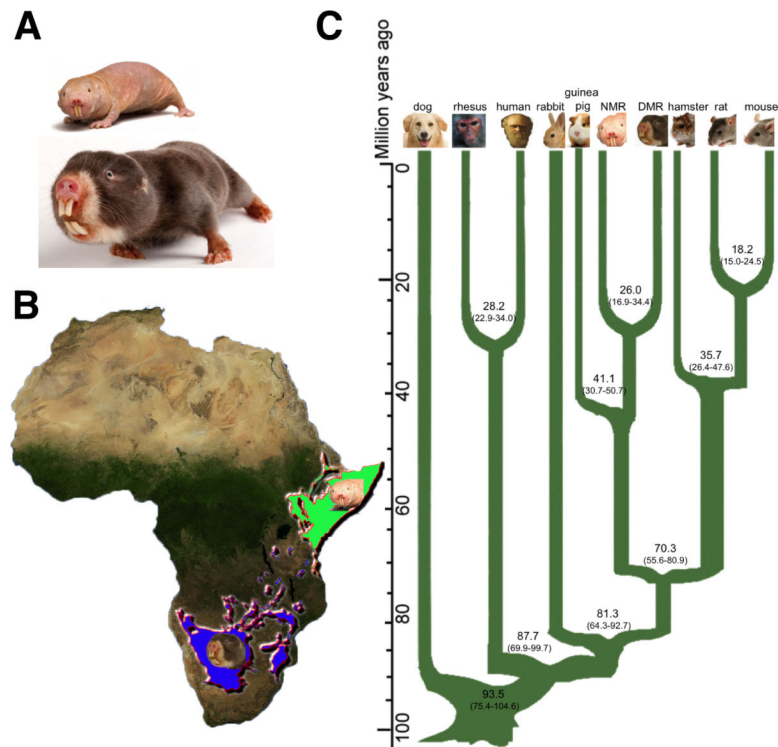 A
B
C
Million years ago
dog
rhesus
human
rabbit
guinea
pig
NMR
DMR
hamster
rat
mouse
0
20
40
60
80
100
18.2
(15.0-24.5)
26.0
(16.9-34.4)
28.2
(22.9-34.0)
35.7
(26.4-47.6)
41.1
(30.7-50.7)
70.3
(55.6-80.9)
81.3
(64.3-92.7)
87.7
(69.9-99.7)
93.5
(75.4-104.6)